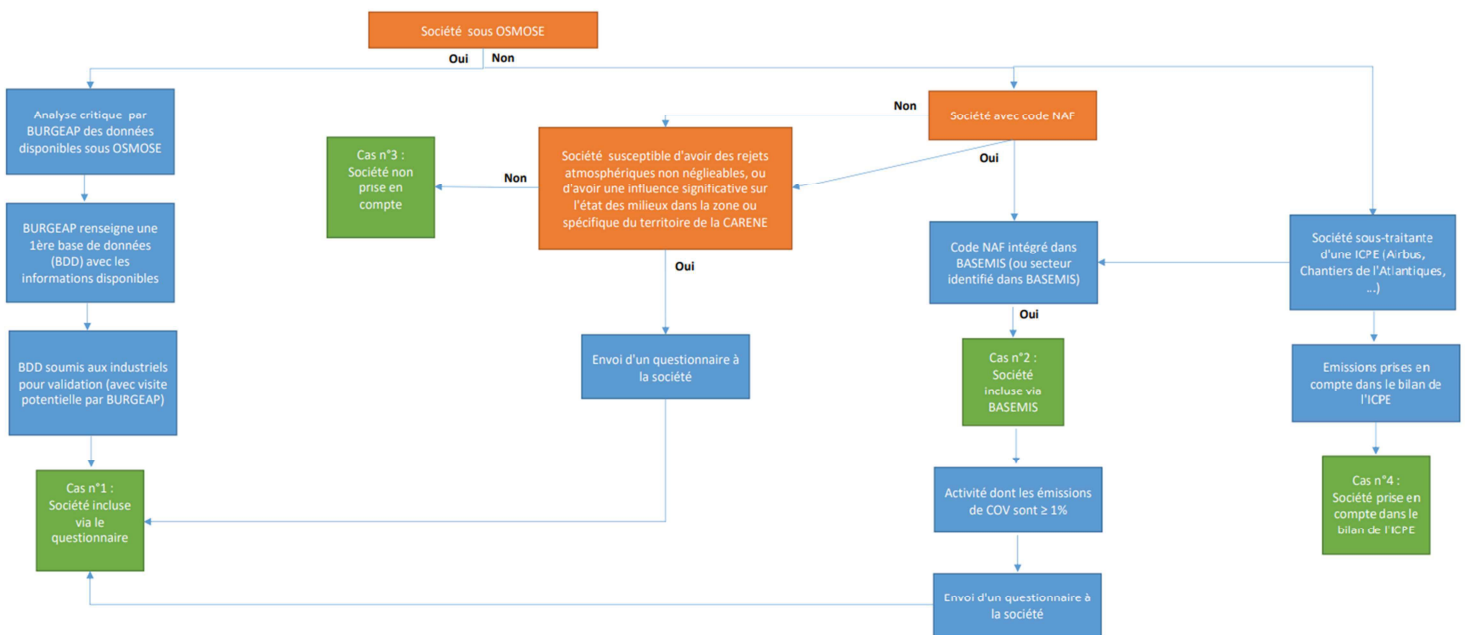 Société sous OSMOSE
Oui
Non
Analyse critique par
BURGEAP des données
disponibles sous OSMOSE
BURGEAP renseigne une
1ère base de données
(BDD) avec les
informations disponibles
BDD soumis aux industriels
pour validation (avec visite
potentielle par BURGEAP)
Cas n°1 :
Société incluse
via le
questionnaire
Cas n°3 :
Société non
prise en
compte
Non
Société susceptible d'avoir des rejets
atmosphériques non néglieables, ou
d'avoir une influence significative sur
l'état des milieux dans la zone ou
spécifique du territoire de la CARENE
Oui
Envoi d'un questionnaire à
la société
Non
Société avec code NAF
Oui
Code NAF intégré dans
BASEMIS (ou secteur
identifié dans BASEMIS)
Oui
Cas n°2 :
Société
incluse via
BASEMIS
Activité dont les émissions
de COV sont ≥ 1%
Envoi d'un questionnaire à
la société
Société sous-traitante
d'une ICPE (Airbus,
Chantiers de l'Atlantiques,
...)
Emissions prises en
compte dans le bilan de
l'ICPE
Cas n°4 :
Société prise en
compte dans le
bilan de l'ICPE